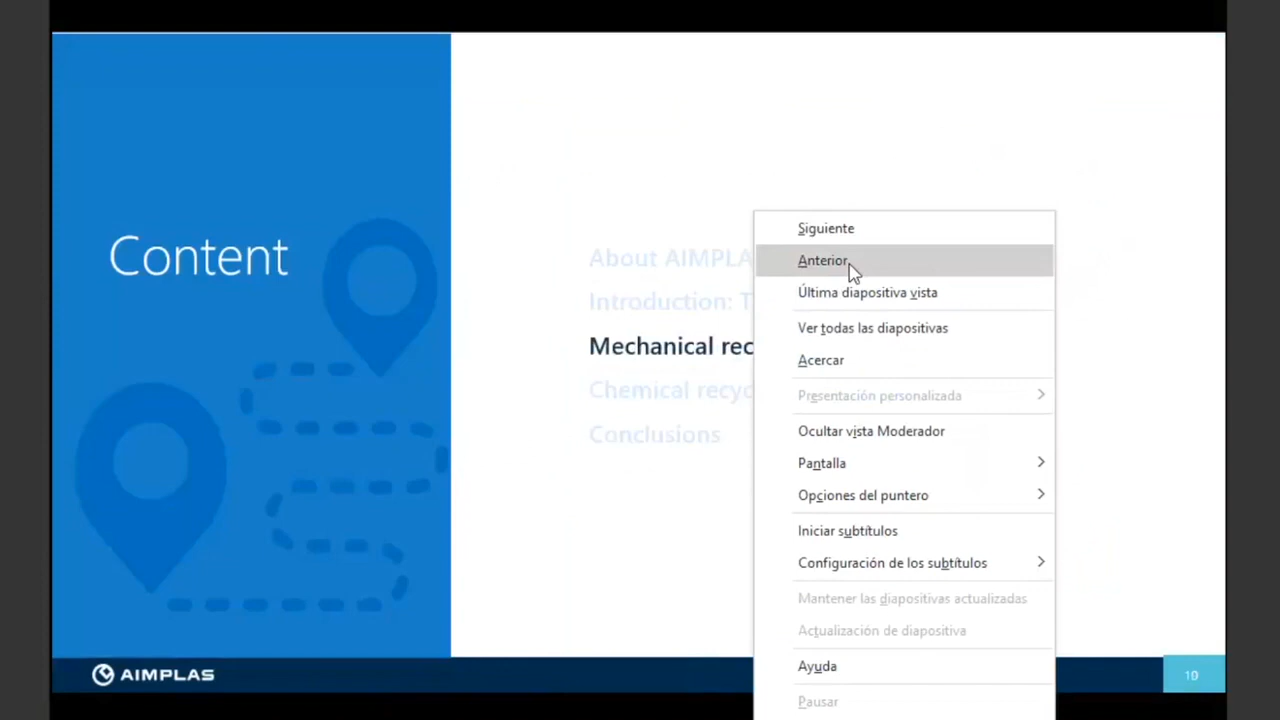 Content
About AIMPLA
Introduction: T
Mechanical rec
Chemical recyc
Conclusions
Siguiente
Anterior
Última diapositiva vista
Ver todas las diapositivas
Acercar
Presentación personalizada
Ocultar vista Moderador
Pantalla
Opciones del puntero
Iniciar subtítulos
Configuración de los subtítulos
Mantener las diapositivas actualizadas
Actualización de diapositiva
Ayuda
Pausar
AIMPLAS
10